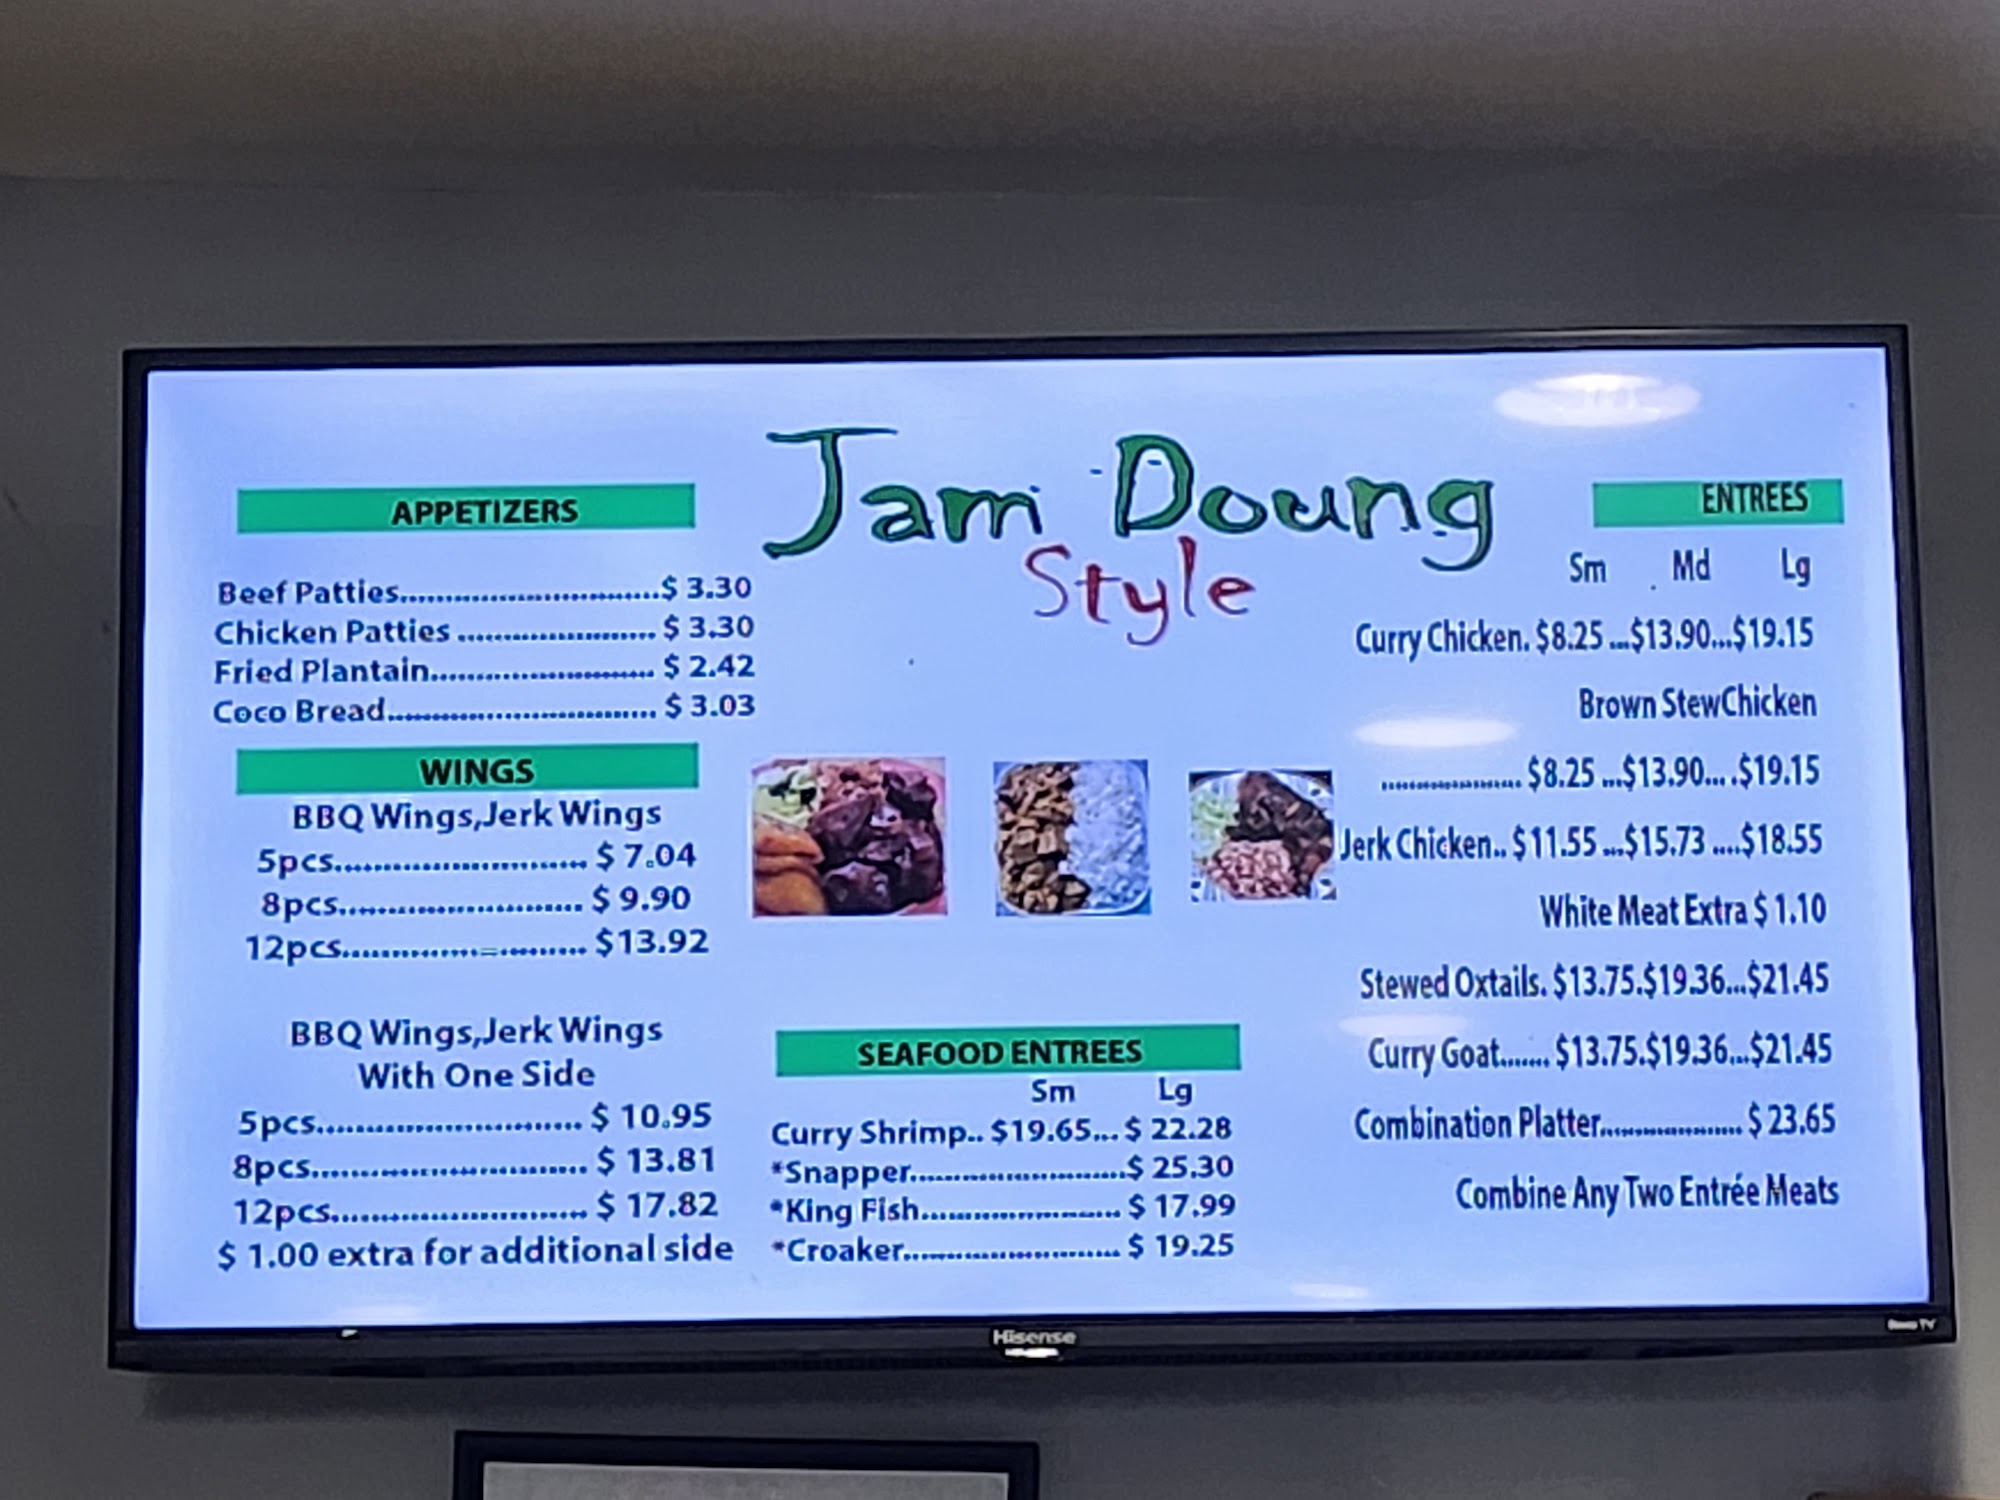 Jam Doung
Style
APPETIZERS
Beef Patties............................$ 3.30
Chicken Patties ...................... $ 3.30
Fried Plantain......................... $ 2.42
Coco Bread.............................. $ 3.03
WINGS
BBQ Wings,Jerk Wings
5pcs............................ $ 7.04
8pcs........................... $ 9.90
12pcs........................... $13.92
BBQ Wings,Jerk Wings
With One Side
5pcs............................. $ 10.95
8pcs.............................. $ 13.81
12pcs............................ $ 17.82
$ 1.00 extra for additional side
SEAFOOD ENTREES
Sm Lg
Curry Shrimp.. $19.65... $ 22.28
*Snapper........................$ 25.30
*King Fish...................... $ 17.99
*Croaker........................ $ 19.25
ENTREES
Sm Md Lg
Curry Chicken. $8.25 ...$13.90...$19.15
Brown StewChicken
................... $8.25 ...$13.90... .$19.15
Jerk Chicken.. $11.55 ...$15.73 ....$18.55
White Meat Extra $ 1.10
Stewed Oxtails. $13.75.$19.36...$21.45
Curry Goat....... $13.75.$19.36...$21.45
Combination Platter................... $ 23.65
Combine Any Two Entrée Meats
Hisense
Roku TV